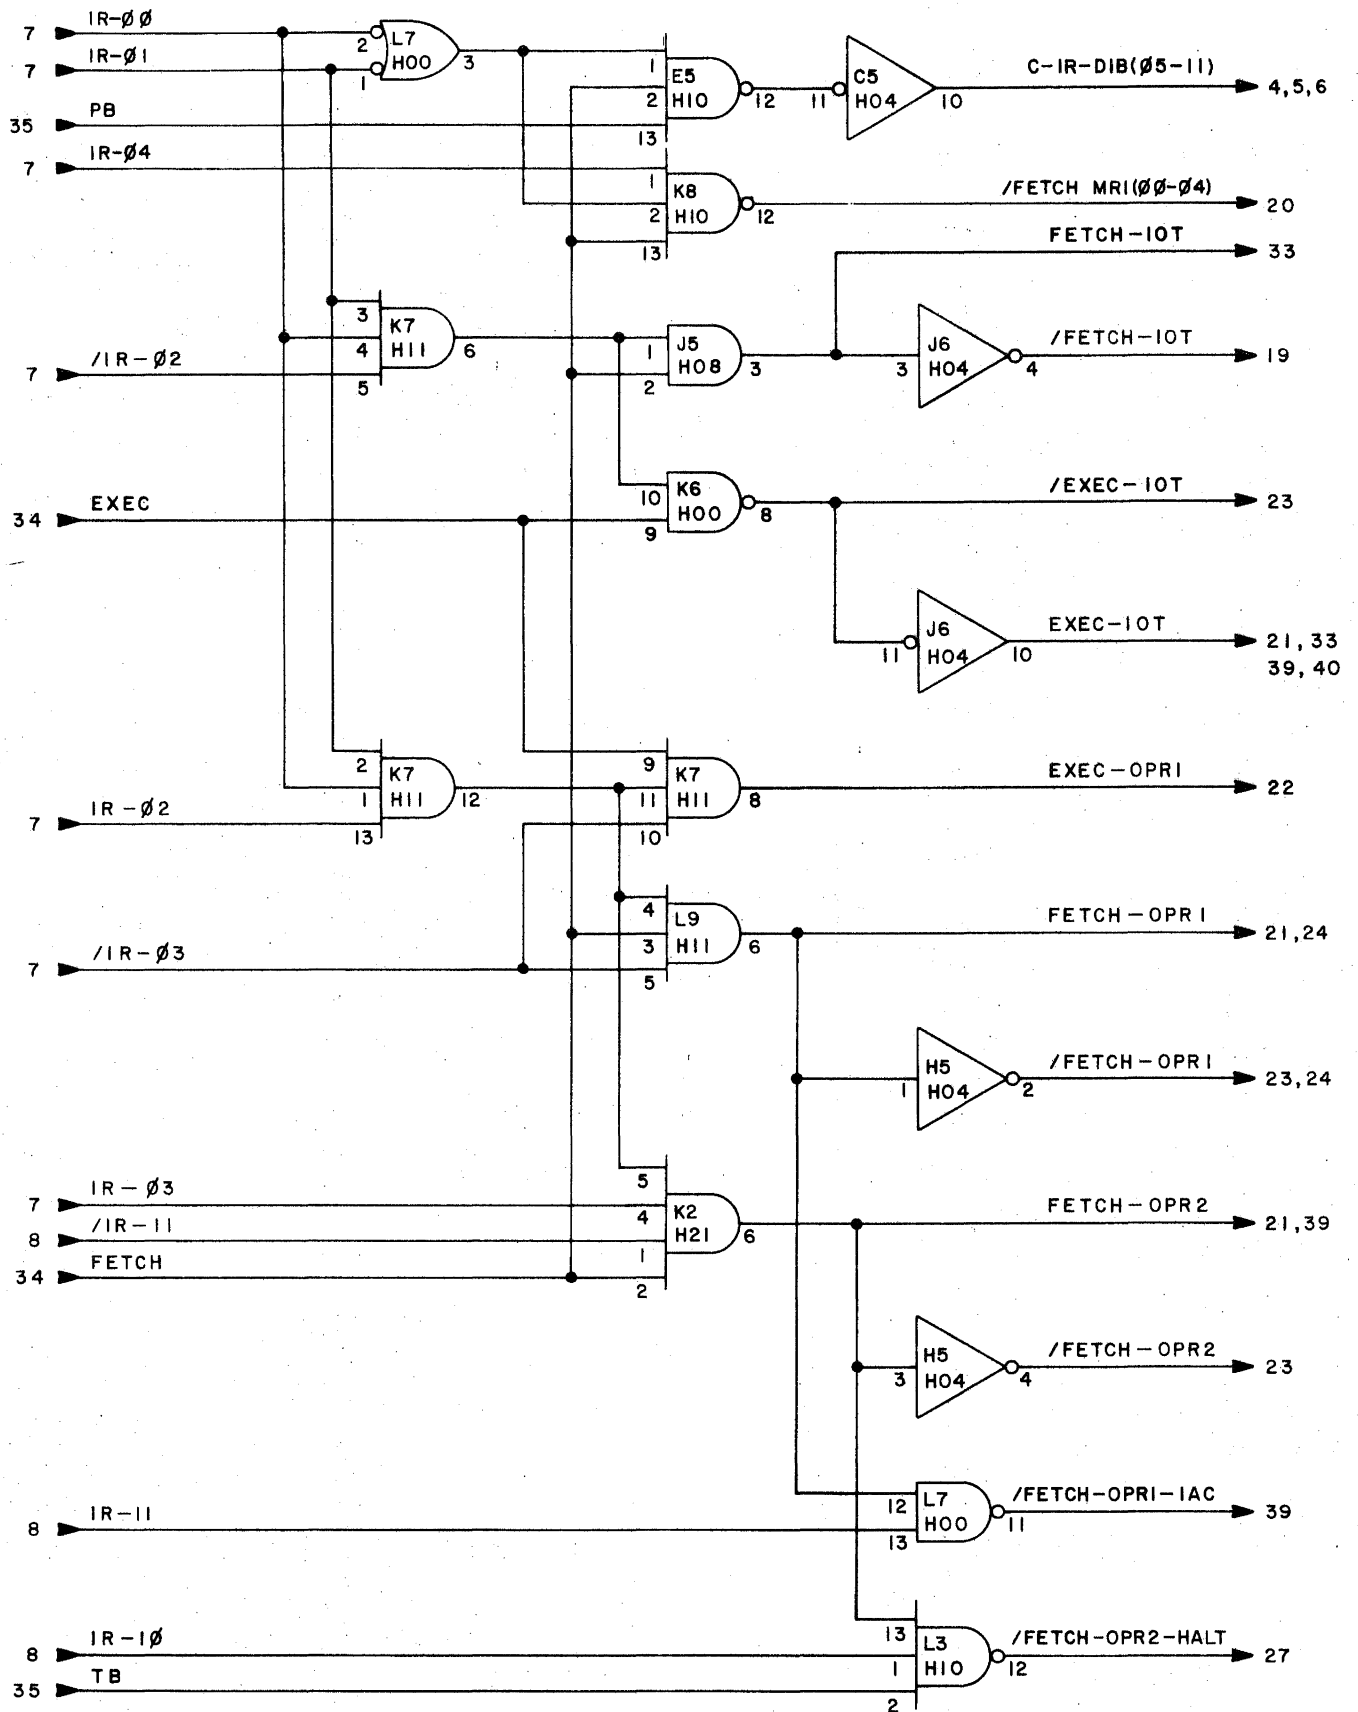 7 IR-ØØ
2 L7 HOO 3
7 IR-Ø1
1
1 E5 H1O 12
2
13
11 C5 HO4 10
C-IR-DIB(Ø5-11) 4,5,6
35 PB
7 IR-Ø4
1 K8 H1O 12
2
13
/FETCH MRI(ØØ-Ø4) 20
FETCH-IOT 33
3 K7 H11 6
4
5
7 /IR-Ø2
1 J5 HO8 3
2
3 J6 HO4 4
/FETCH-IOT 19
34 EXEC
10 K6 HOO 8
9
/EXEC-IOT 23
11 J6 HO4 10
EXEC-IOT 21,33
39,40
2 K7 H11 12
1
13
7 IR-Ø2
9 K7 H11 8
11
10
EXEC-OPR1 22
7 /IR-Ø3
4 L9 H11 6
3
5
FETCH-OPR1 21,24
1 H5 HO4 2
/FETCH-OPR1 23,24
7 IR-Ø3
8 /IR-11
34 FETCH
5 K2 H21 6
4
1
2
FETCH-OPR2 21,39
3 H5 HO4 4
/FETCH-OPR2 23
8 IR-11
12 L7 HOO 11
13
/FETCH-OPR1-IAC 39
8 IR-1Ø
35 TB
13 L3 H1O 12
1
2
/FETCH-OPR2-HALT 27